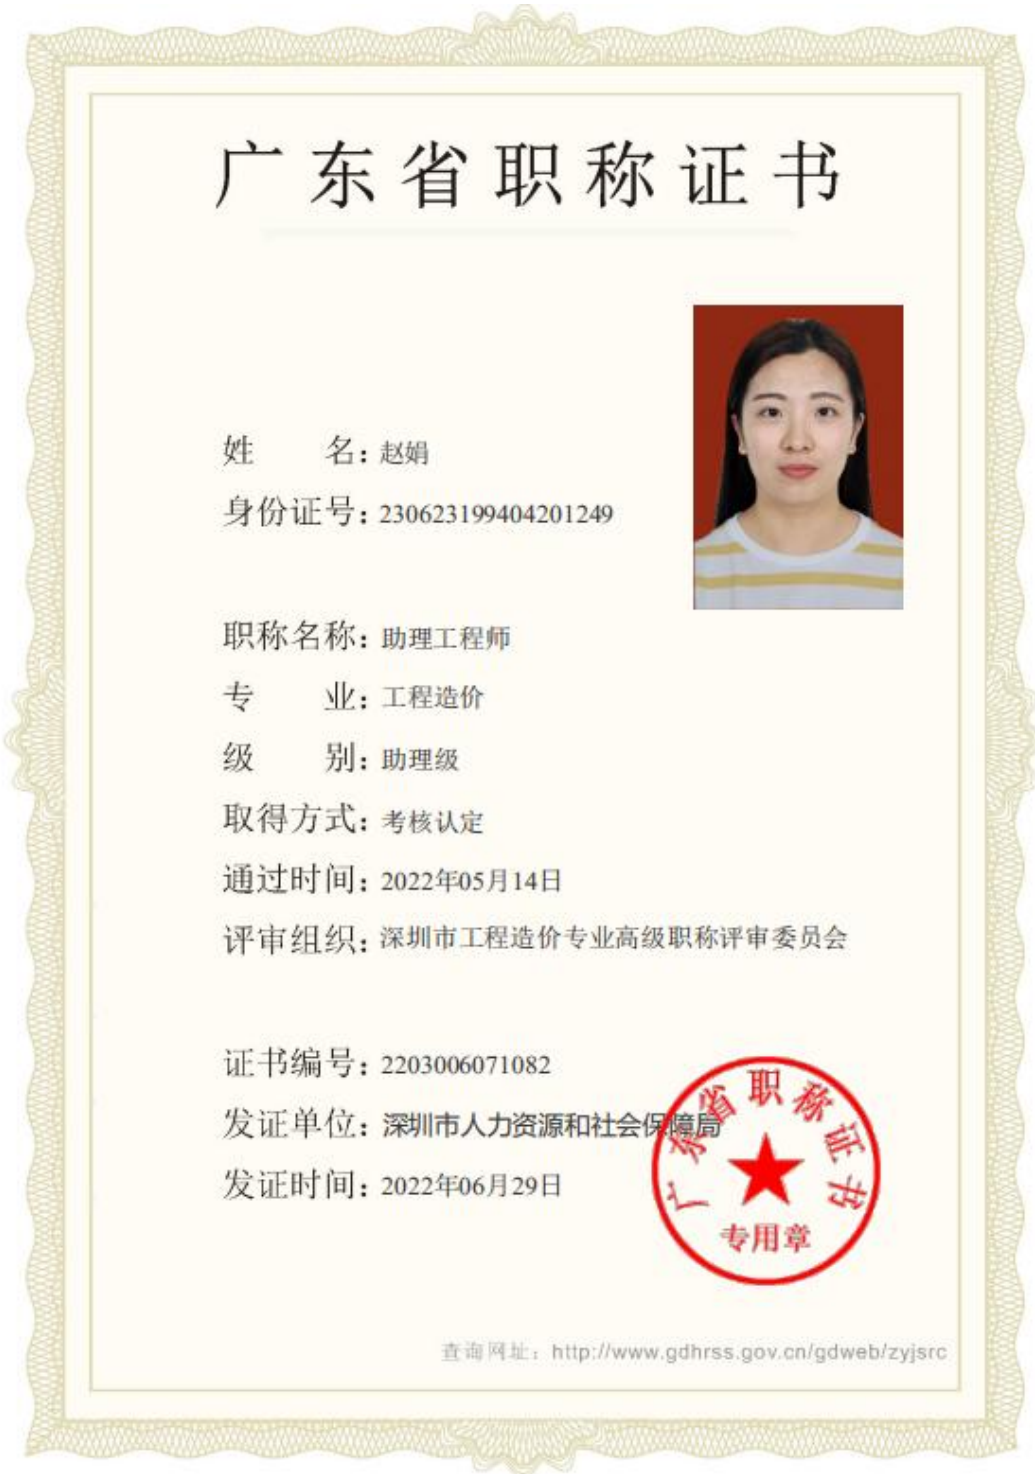 广东省职称证书
姓名：赵娟
身份证号：230623199404201249
职称名称：助理工程师
专业：工程造价
级别：助理级
取得方式：考核认定
通过时间：2022年05月14日
评审组织：深圳市工程造价专业高级职称评审委员会
证书编号：2203006071082
发证单位：深圳市人力资源和社会保障局
发证时间：2022年06月29日
广东省职称证书
专用章
查询网址：http://www.gdhrss.gov.cn/gdweb/zyjsrc